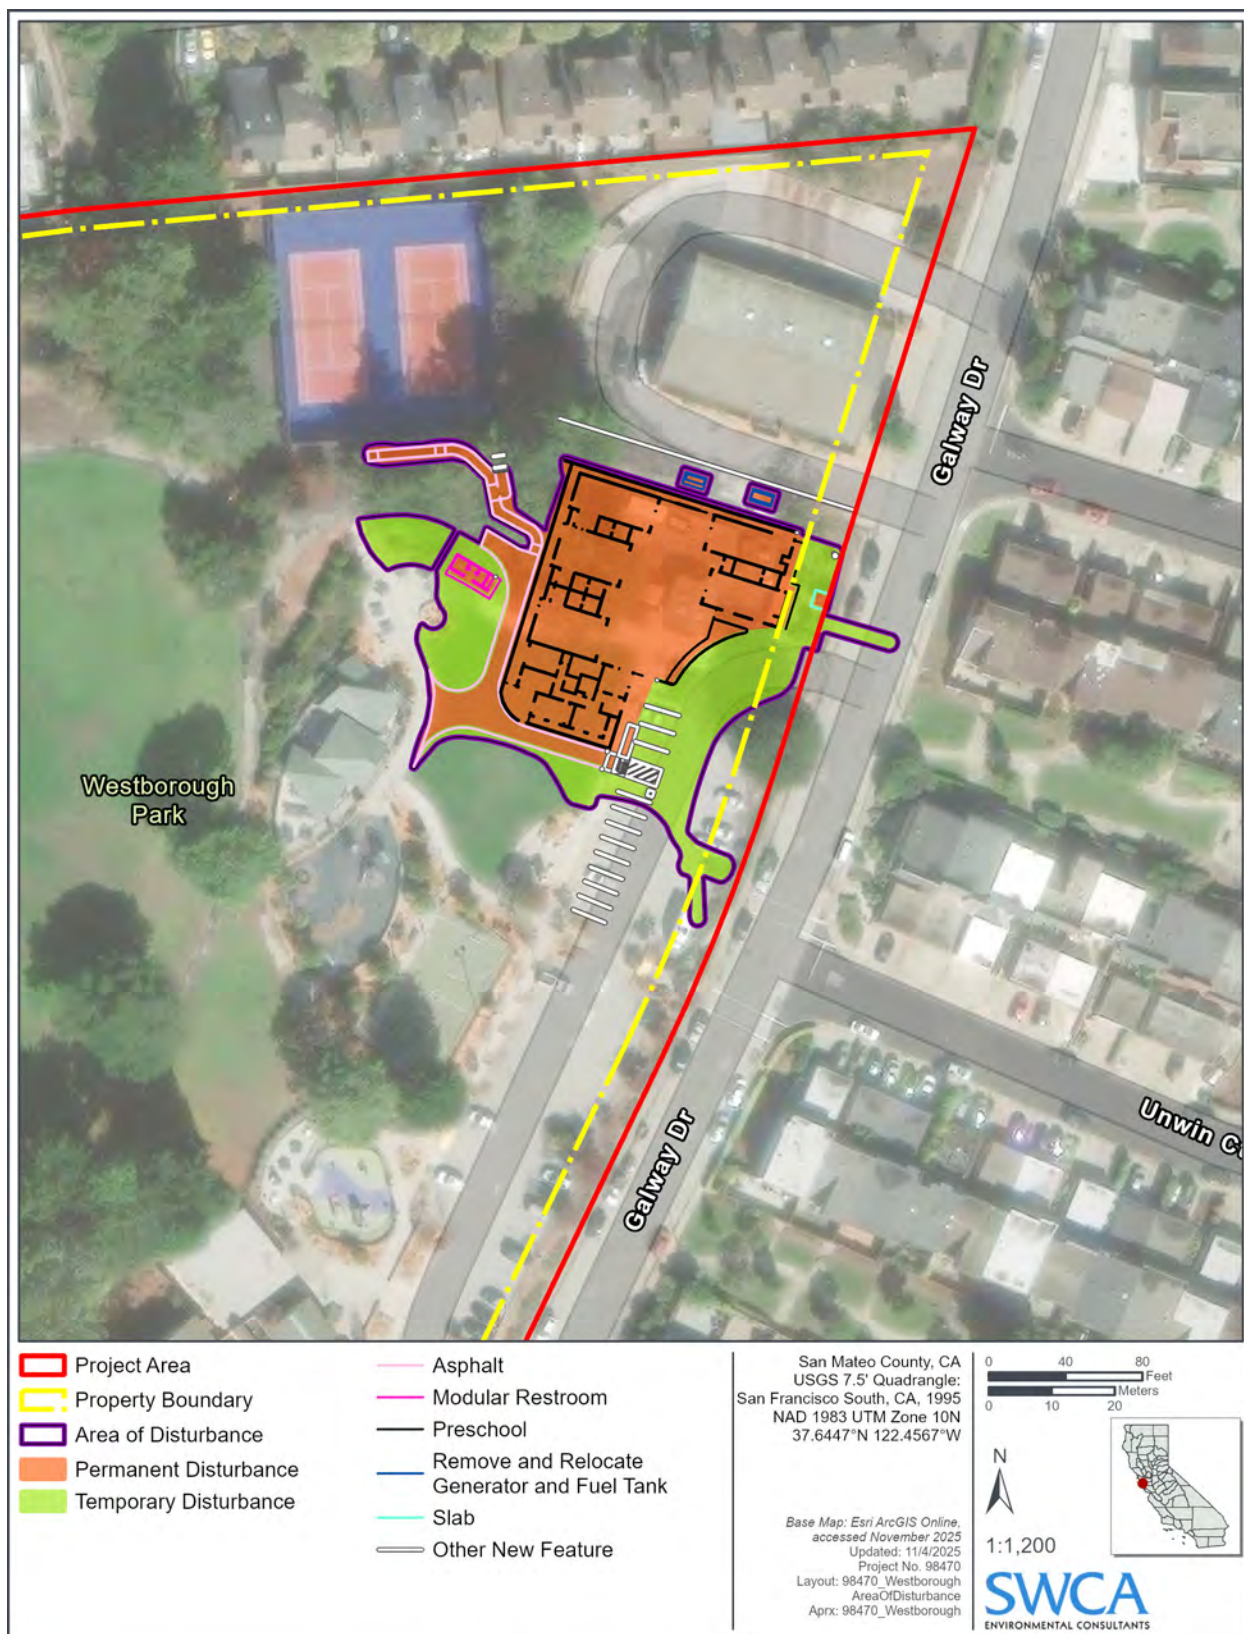 Galway Dr
Westborough
Park
Unwin Ct
Galway Dr
Project Area
Property Boundary
Area of Disturbance
Permanent Disturbance
Temporary Disturbance
Asphalt
Modular Restroom
Preschool
Remove and Relocate
Generator and Fuel Tank
Slab
Other New Feature
San Mateo County, CA
USGS 7.5' Quadrangle:
San Francisco South, CA, 1995
NAD 1983 UTM Zone 10N
37.6447°N 122.4567°W
Base Map: Esri ArcGIS Online,
accessed November 2025
Updated: 11/4/2025
Project No. 98470
Layout: 98470_Westborough
AreaOfDisturbance
Aprx: 98470_Westborough
0 40 80
Feet
Meters
0 10 20
N
1:1,200
SWCA
ENVIRONMENTAL CONSULTANTS